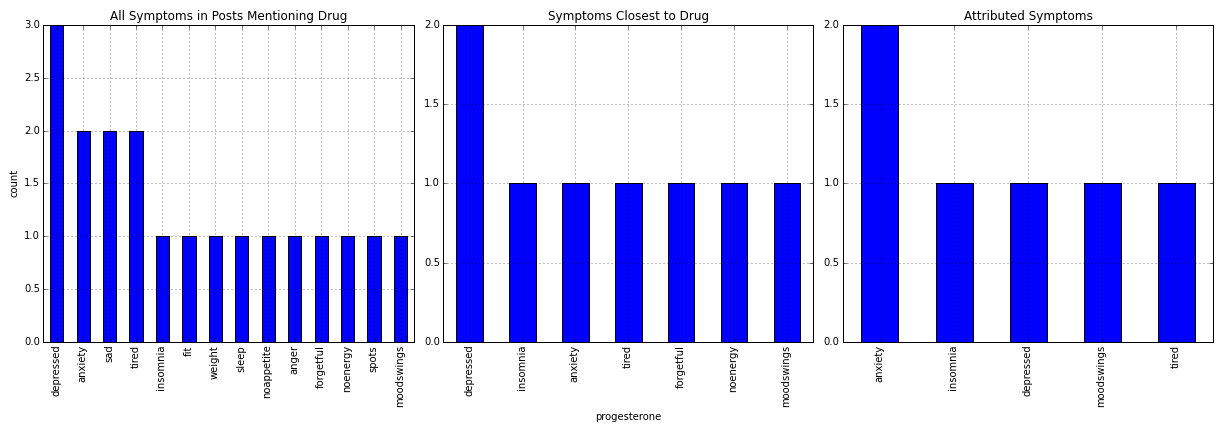 All Symptoms in Posts Mentioning Drug
Symptoms Closest to Drug
Attributed Symptoms
count
3.0
2.5
2.0
1.5
1.0
0.5
0.0
depressed
anxiety
sad
tired
insomnia
fit
weight
sleep
noappetite
anger
forgetful
noenergy
spots
moodswings
2.0
1.5
1.0
0.5
0.0
depressed
insomnia
anxiety
tired
forgetful
noenergy
moodswings
progesterone
2.0
1.5
1.0
0.5
0.0
anxiety
insomnia
depressed
moodswings
tired